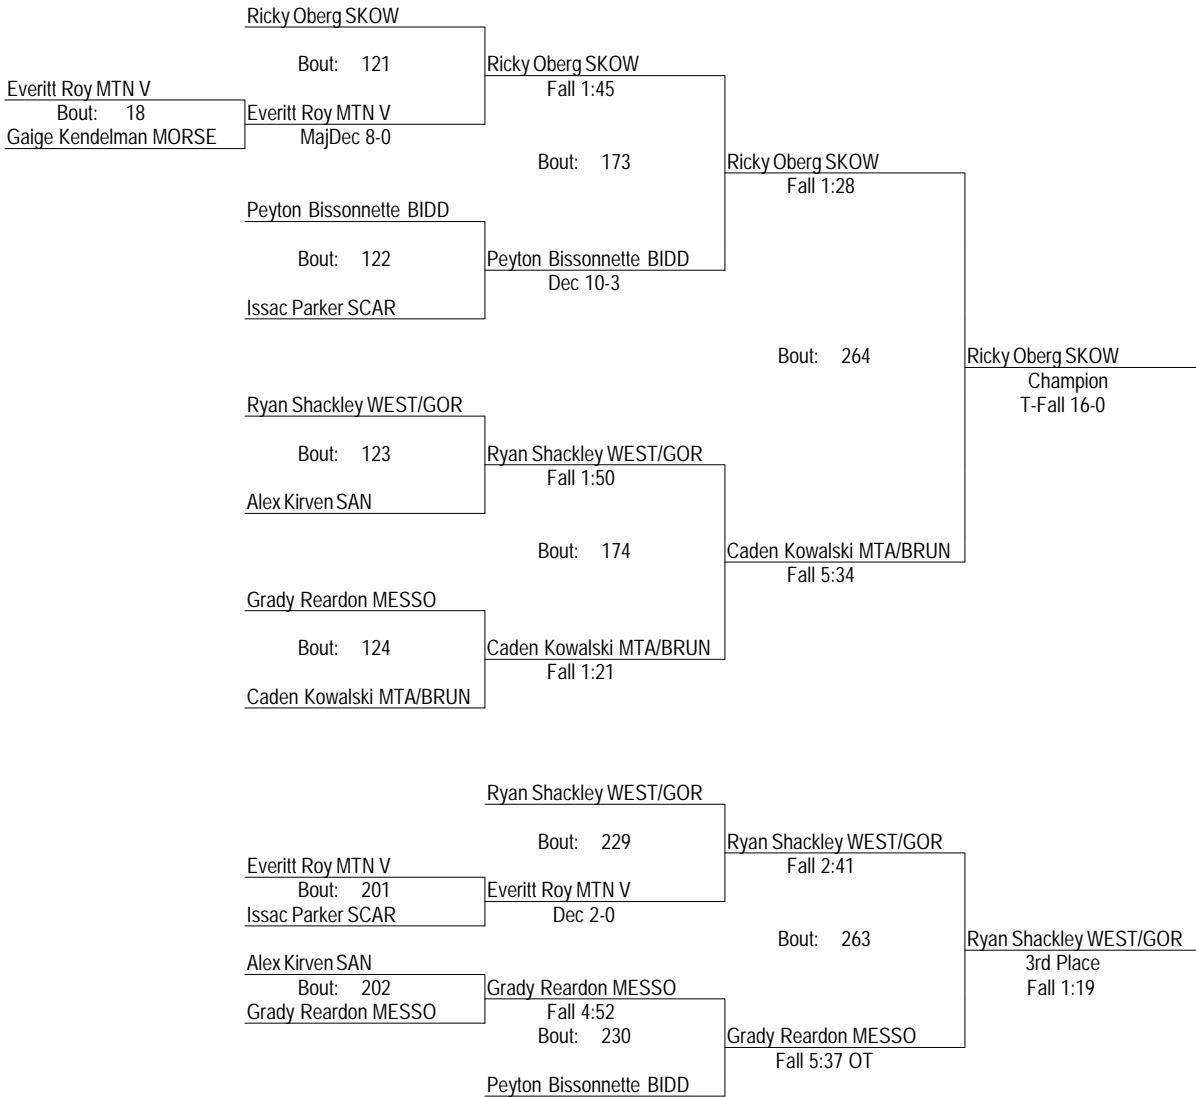 Ricky Oberg SKOW
Bout: 121
Ricky Oberg SKOW
Fall 1:45
Everitt Roy MTN V
Bout: 18
Gaige Kendelman MORSE
Everitt Roy MTN V
MajDec 8-0
Bout: 173
Ricky Oberg SKOW
Fall 1:28
Peyton Bissonnette BIDD
Bout: 122
Peyton Bissonnette BIDD
Dec 10-3
Issac Parker SCAR
Bout: 264
Ricky Oberg SKOW
Champion
T-Fall 16-0
Ryan Shackley WEST/GOR
Bout: 123
Ryan Shackley WEST/GOR
Fall 1:50
Alex Kirven SAN
Bout: 174
Caden Kowalski MTA/BRUN
Fall 5:34
Grady Reardon MESSO
Bout: 124
Caden Kowalski MTA/BRUN
Fall 1:21
Caden Kowalski MTA/BRUN
Ryan Shackley WEST/GOR
Bout: 229
Ryan Shackley WEST/GOR
Fall 2:41
Everitt Roy MTN V
Bout: 201
Issac Parker SCAR
Everitt Roy MTN V
Dec 2-0
Bout: 263
Ryan Shackley WEST/GOR
3rd Place
Fall 1:19
Alex Kirven SAN
Bout: 202
Grady Reardon MESSO
Grady Reardon MESSO
Fall 4:52
Bout: 230
Grady Reardon MESSO
Fall 5:37 OT
Peyton Bissonnette BIDD